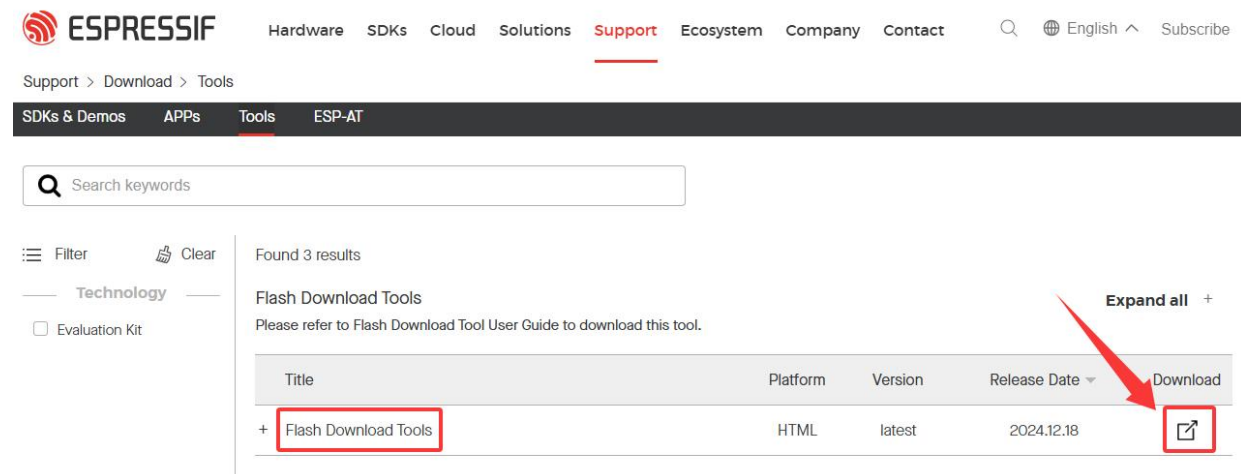 ESPRESSIF Hardware SDKs Cloud Solutions Support Ecosystem Company Contact English Subscribe
Support > Download > Tools
SDKs & Demos APPs Tools ESP-AT
Search keywords
Filter Clear Found 3 results
Technology
Flash Download Tools
Expand all +
Evaluation Kit
Please refer to Flash Download Tool User Guide to download this tool.
Title Platform Version Release Date Download
+ Flash Download Tools HTML latest 2024.12.18